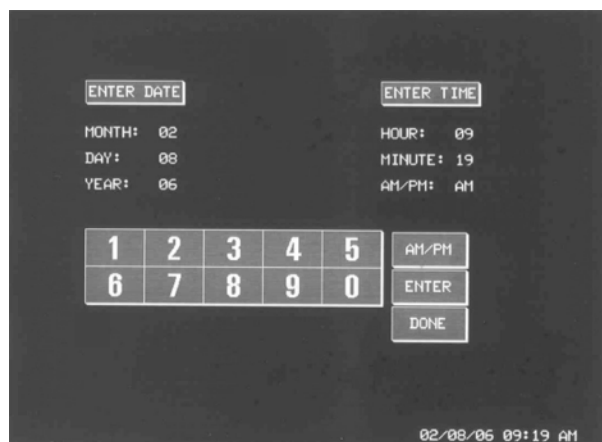 ENTER DATE
MONTH: 02
DAY: 08
YEAR: 06
ENTER TIME
HOUR: 09
MINUTE: 19
AM/PM: AM
1 2 3 4 5
6 7 8 9 0
AM/PM
ENTER
DONE
02/08/06 09:19 AM